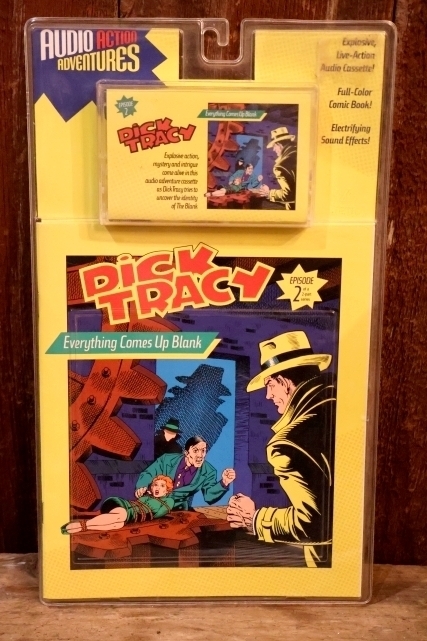 AUDIO ACTION
ADVENTURES
Explosive,
Live-Action
Audio Cassette!
Full-Color
Comic Book!
Electrifying
Sound Effects!
EPISODE
DICK
TRACY
Explosive action,
mystery and intrigue
come alive in this
audio adventure cassette
as Dick Tracy tries to
uncover the identity
of The Blank
Everything Comes Up Blank
DICK
TRACY
EPISODE
2
Everything Comes Up Blank